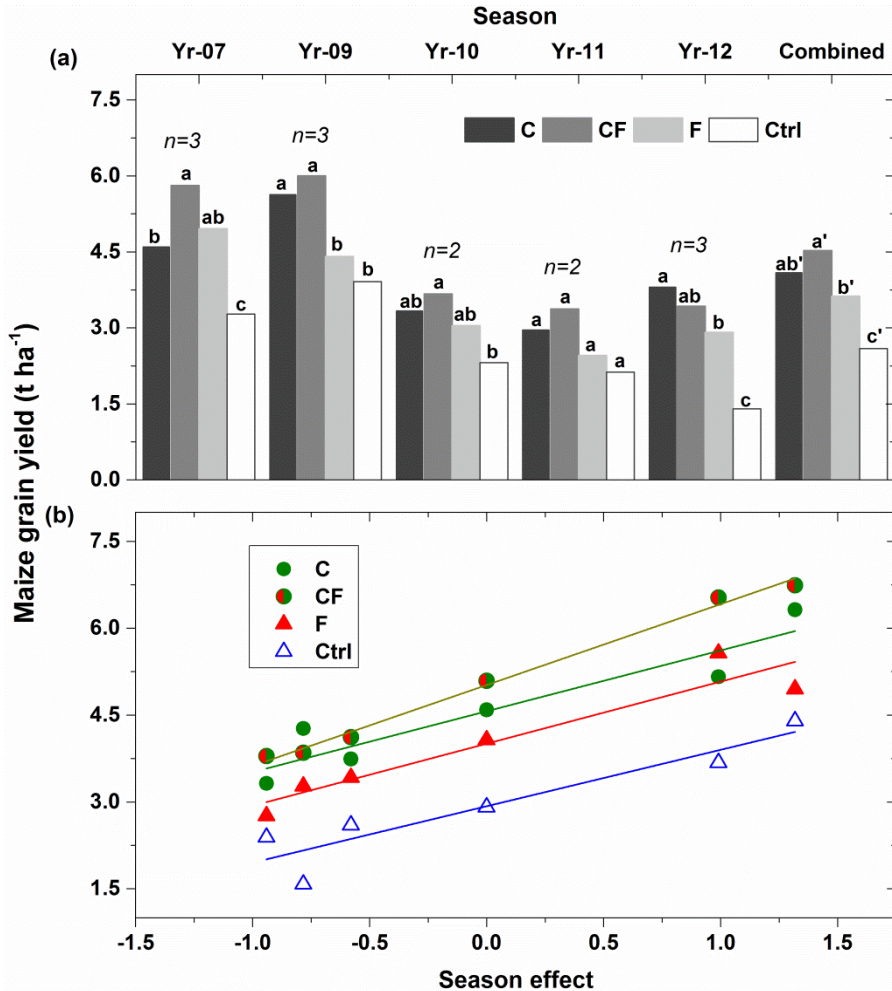 Season
(a) Yr-07 Yr-09 Yr-10 Yr-11 Yr-12 Combined
7.5
C CF F Ctrl
n=3 n=3
6.0
a a a
b ab
n=2 n=2 n=3
4.5
b b
a' ab'
c
ab a ab a a ab b b'
3.0
b a a c'
1.5
c
0.0
Maize grain yield (t ha⁻¹)
(b)
7.5
C
CF
F
Ctrl
6.0
4.5
3.0
1.5
-1.5 -1.0 -0.5 0.0 0.5 1.0 1.5
Season effect